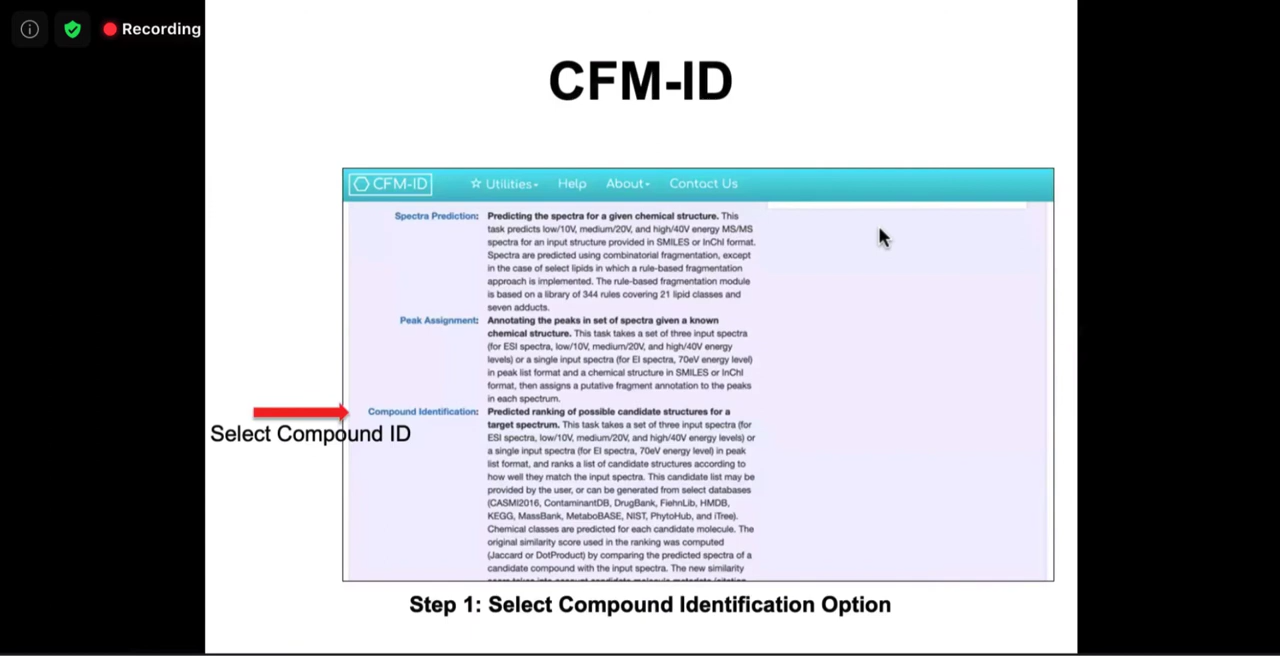 Recording
CFM-ID
CFM-ID
Utilities
Help
About
Contact Us
Spectra Prediction: Predicting the spectra for a given chemical structure. This
task predicts low/10V, medium/20V, and high/40V energy MS/MS
spectra for an input structure provided in SMILES or InChI format.
Spectra are predicted using combinatorial fragmentation, except
in the case of select lipids in which a rule-based fragmentation
approach is implemented. The rule-based fragmentation module
is based on a library of 344 rules covering 21 lipid classes and
seven adducts.
Peak Assignment: Annotating the peaks in set of spectra given a known
chemical structure. This task takes a set of three input spectra
(for ESI spectra, low/10V, medium/20V, and high/40V energy
levels) or a single input spectra (for EI spectra, 70eV energy level)
in peak list format and a chemical structure in SMILES or InChI
format, then assigns a putative fragment annotation to the peaks
in each spectrum.
Compound Identification: Predicted ranking of possible candidate structures for a
target spectrum. This task takes a set of three input spectra (for
ESI spectra, low/10V, medium/20V, and high/40V energy levels) or
a single input spectra (for EI spectra, 70eV energy level) in peak
list format, and ranks a list of candidate structures according to
how well they match the input spectra. This candidate list may be
provided by the user, or can be generated from select databases
(CASMI2016, ContaminantDB, DrugBank, FiehnLib, HMDB,
KEGG, MassBank, MetaboBASE, NIST, PhytoHub, and iTree).
Chemical classes are predicted for each candidate molecule. The
original similarity score used in the ranking was computed
(Jaccard or DotProduct) by comparing the predicted spectra of a
candidate compound with the input spectra. The new similarity
Select Compound ID
Step 1: Select Compound Identification Option